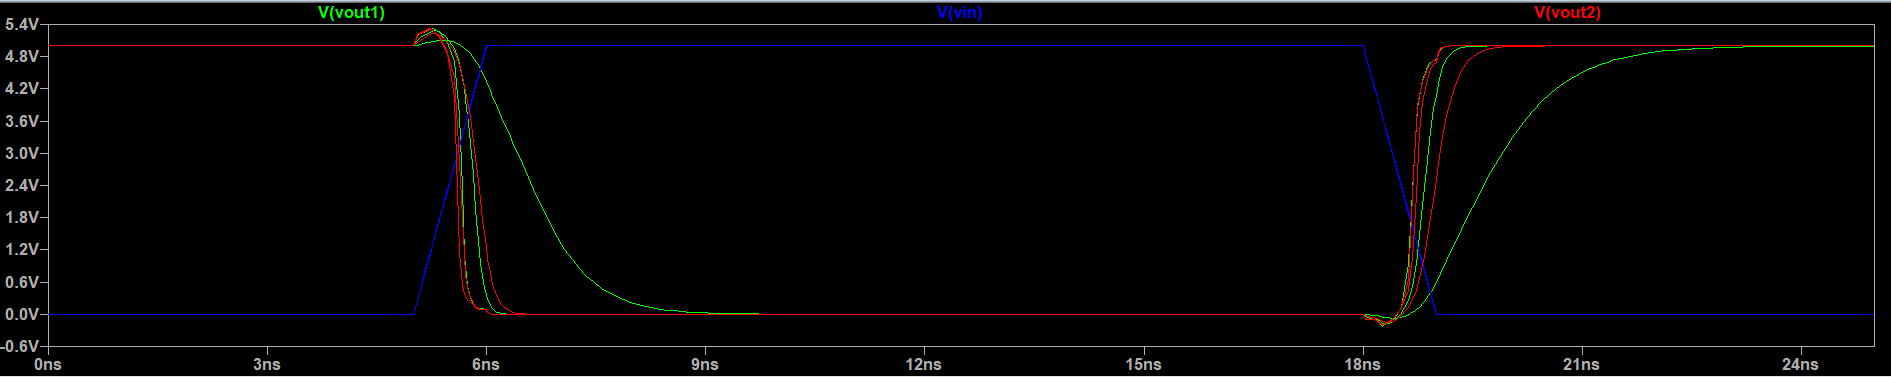 V(vout1) V(vin) V(vout2)
5.4V
4.8V
4.2V
3.6V
3.0V
2.4V
1.8V
1.2V
0.6V
0.0V
-0.6V
0ns 3ns 6ns 9ns 12ns 15ns 18ns 21ns 24ns